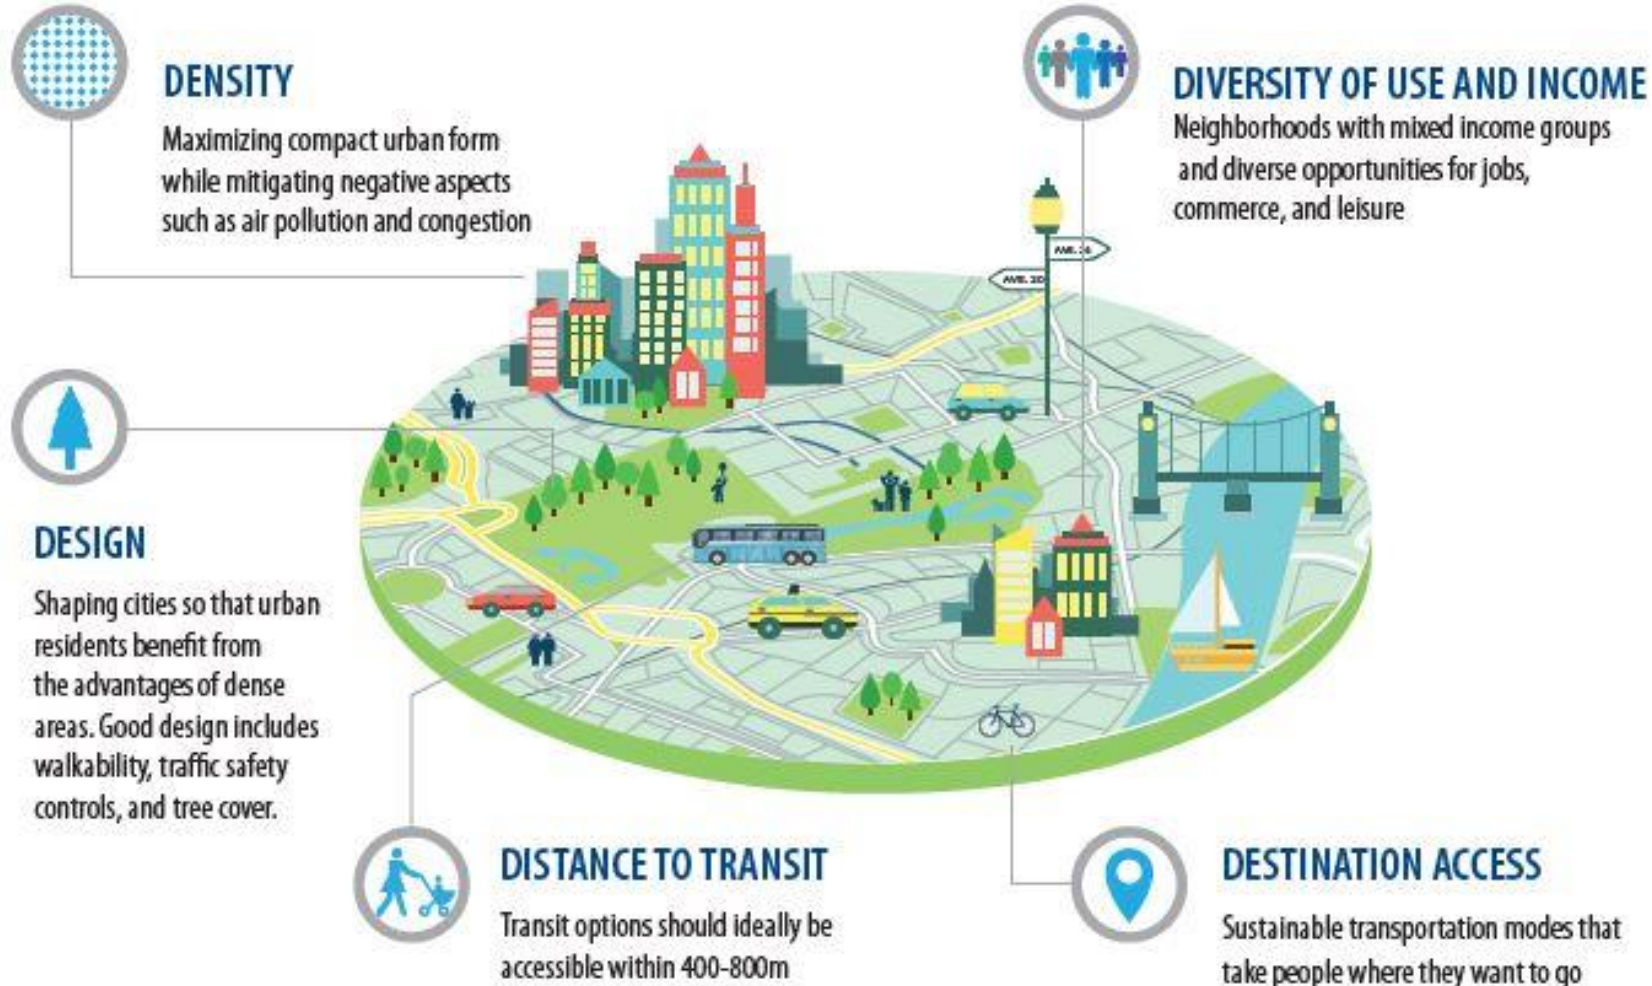 DENSITY
Maximizing compact urban form
while mitigating negative aspects
such as air pollution and congestion
DIVERSITY OF USE AND INCOME
Neighborhoods with mixed income groups
and diverse opportunities for jobs,
commerce, and leisure
AVE.
AVE. 20
DESIGN
Shaping cities so that urban
residents benefit from
the advantages of dense
areas. Good design includes
walkability, traffic safety
controls, and tree cover.
DISTANCE TO TRANSIT
Transit options should ideally be
accessible within 400-800m
DESTINATION ACCESS
Sustainable transportation modes that
take people where they want to go